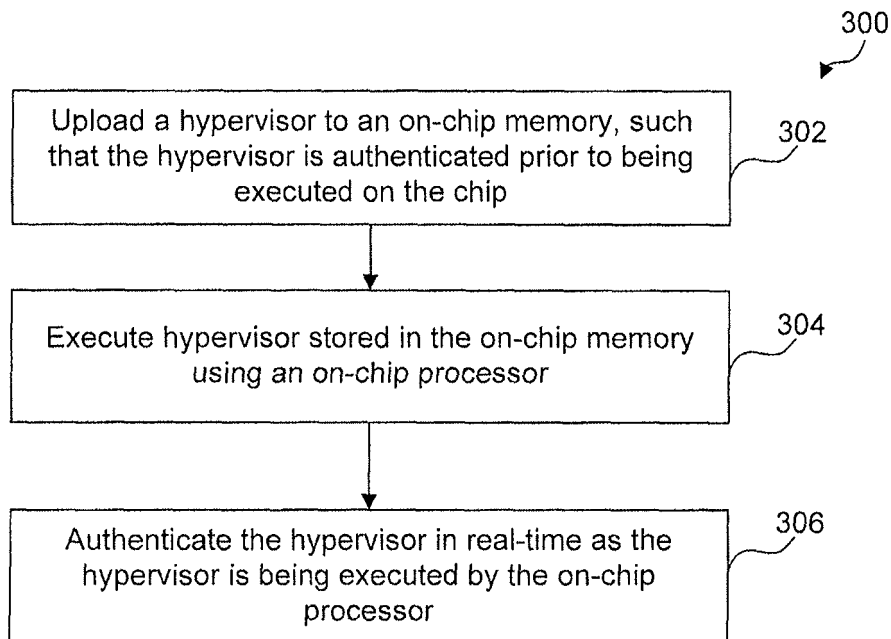 300
Upload a hypervisor to an on-chip memory, such
that the hypervisor is authenticated prior to being
executed on the chip
302
Execute hypervisor stored in the on-chip memory
using an on-chip processor
304
Authenticate the hypervisor in real-time as the
hypervisor is being executed by the on-chip
processor
306